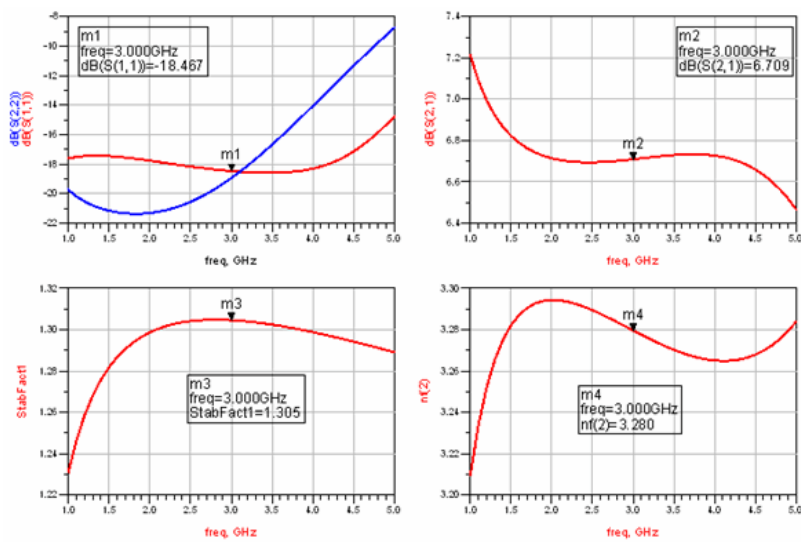 m1
freq=3.000GHz
dB(S(1,1))=-18.467
dB(S(2,2))
dB(S(1,1))
-8
-10
-12
-14
-16
-18
-20
-22
m1
1.0 1.5 2.0 2.5 3.0 3.5 4.0 4.5 5.0
freq, GHz
m2
freq=3.000GHz
dB(S(2,1))=6.709
dB(S(2,1))
7.4
7.2
7.0
6.8
6.6
6.4
m2
1.0 1.5 2.0 2.5 3.0 3.5 4.0 4.5 5.0
freq, GHz
StabFact1
1.32
1.30
1.28
1.26
1.24
1.22
m3
m3
freq=3.000GHz
StabFact1=1.305
1.0 1.5 2.0 2.5 3.0 3.5 4.0 4.5 5.0
freq, GHz
nf(2)
3.30
3.28
3.26
3.24
3.22
3.20
m4
m4
freq=3.000GHz
nf(2)=3.280
1.0 1.5 2.0 2.5 3.0 3.5 4.0 4.5 5.0
freq, GHz